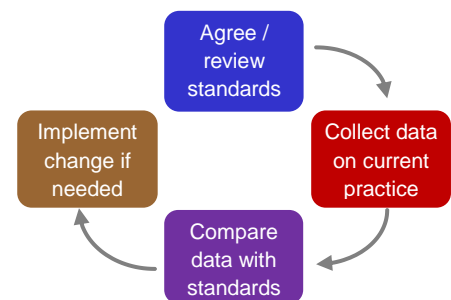 Agree /
review
standards
Collect data
on current
practice
Compare
data with
standards
Implement
change if
needed